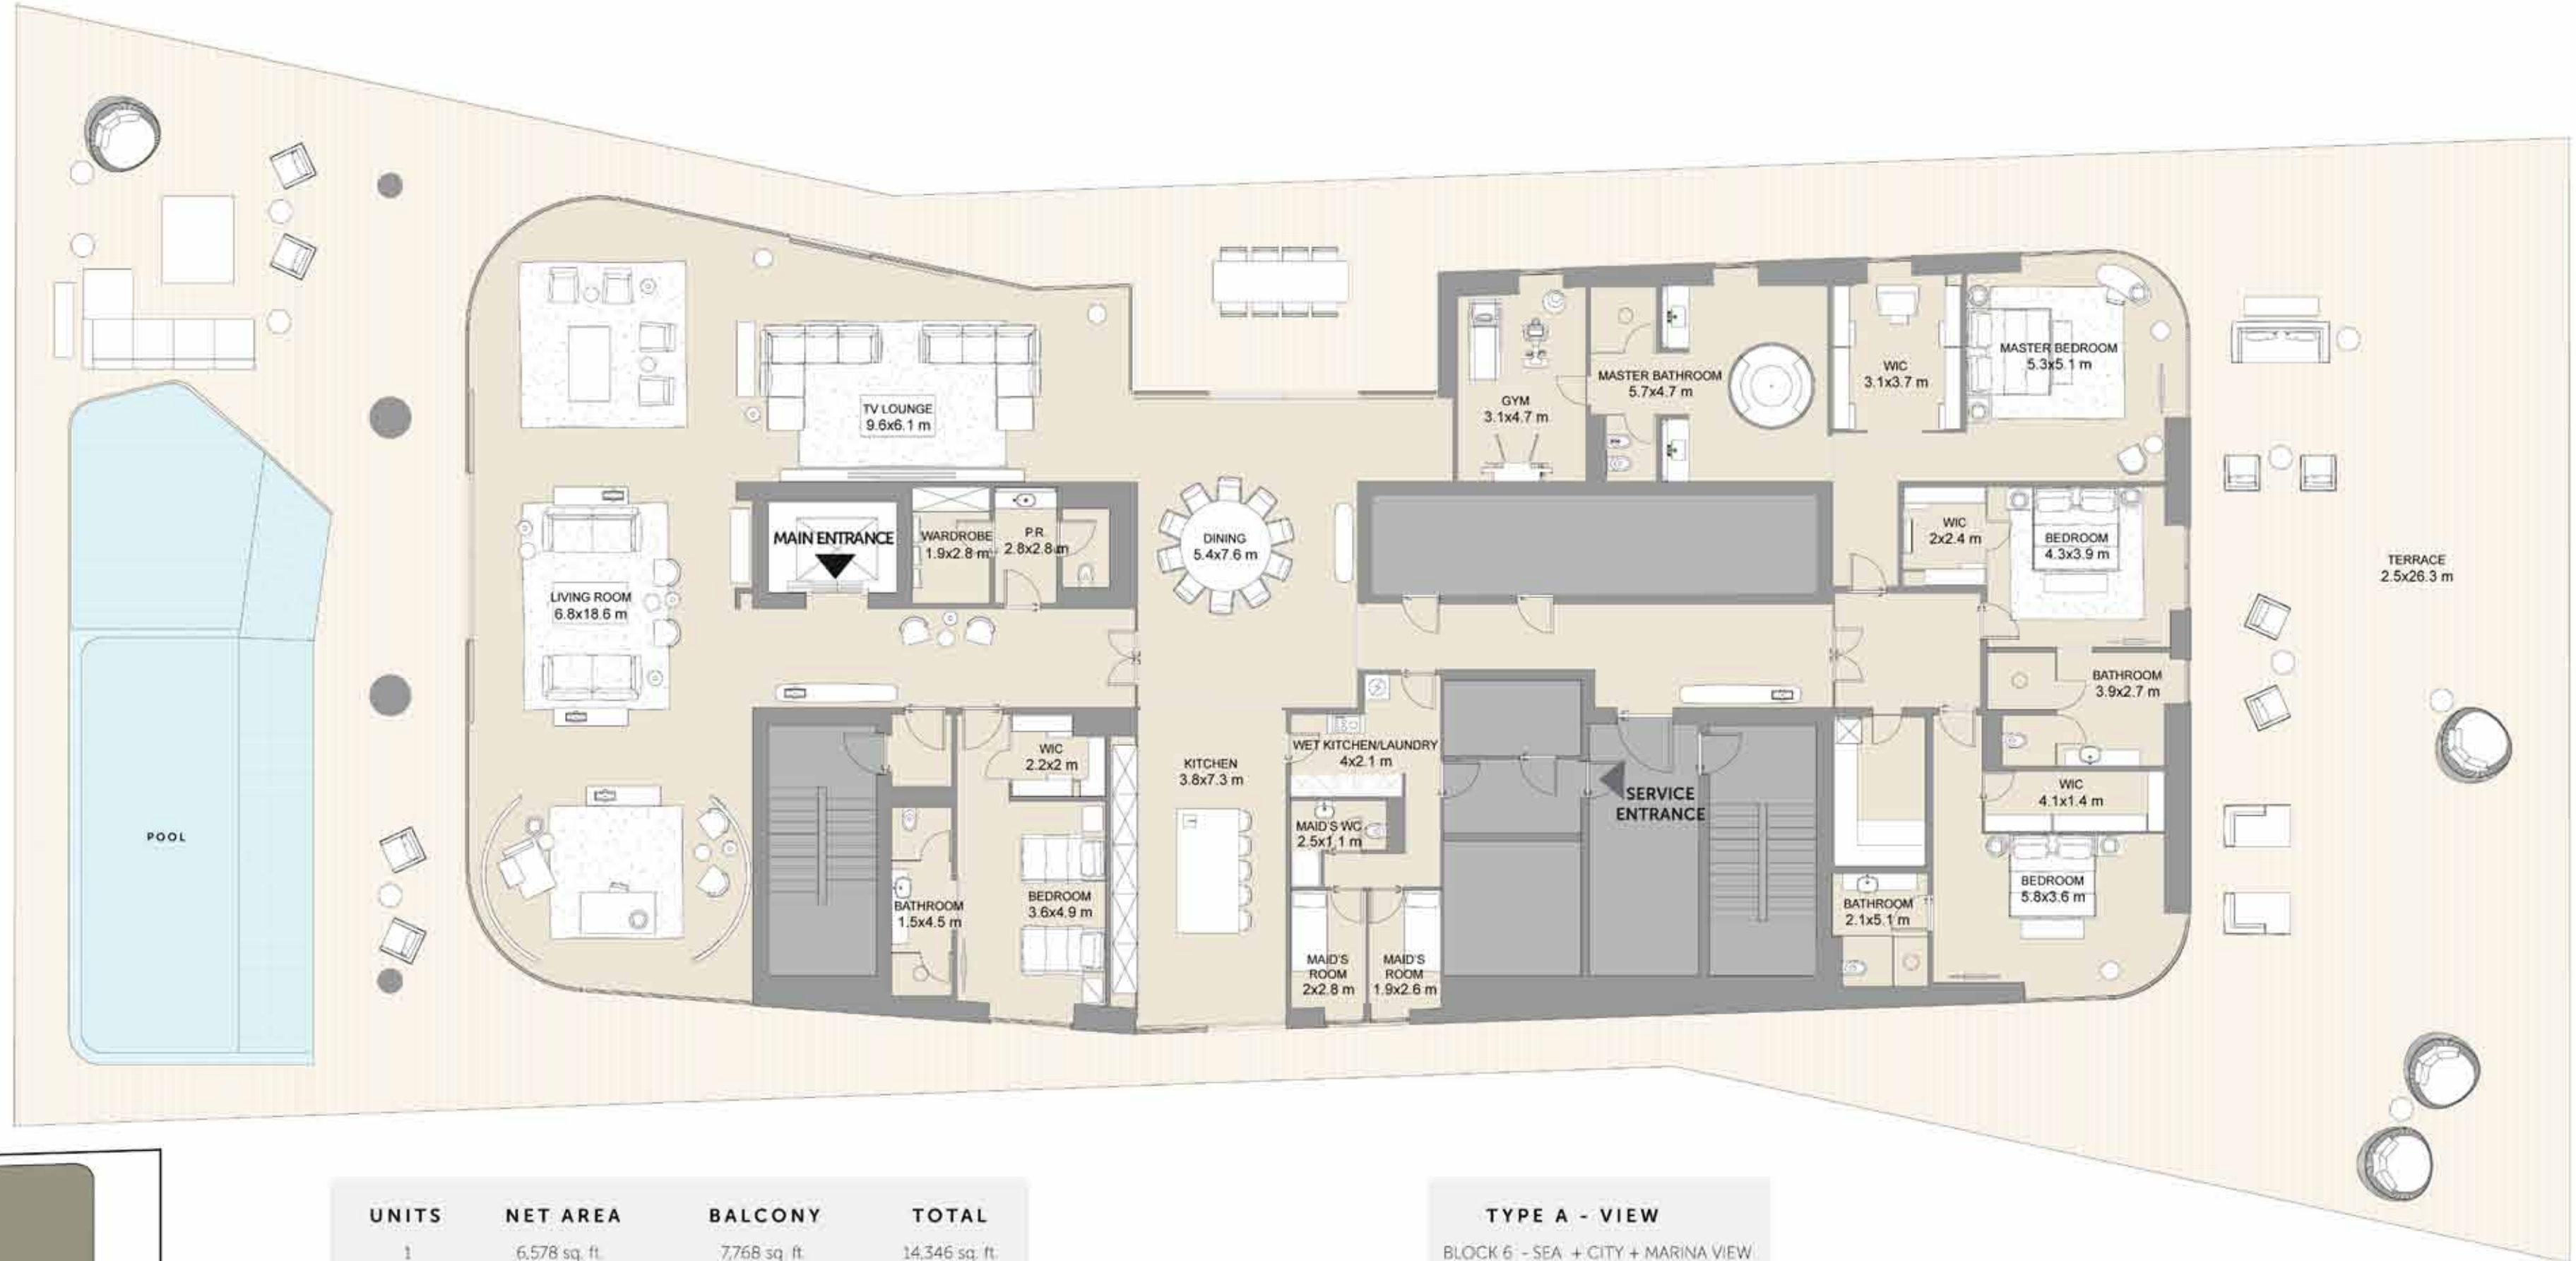 GYM
3.1x4.7 m
MASTER BATHROOM
5.7x4.7 m
WIC
3.1x3.7 m
MASTER BEDROOM
5.3x5.1 m
TV LOUNGE
9.6x6.1 m
MAIN ENTRANCE
WARDROBE
1.9x2.8 m
P.R
2.8x2.8 m
DINING
5.4x7.6 m
WIC
2x2.4 m
BEDROOM
4.3x3.9 m
TERRACE
2.5x26.3 m
LIVING ROOM
6.8x18.6 m
BATHROOM
3.9x2.7 m
WIC
2.2x2 m
KITCHEN
3.8x7.3 m
WET KITCHEN/LAUNDRY
4x2.1 m
SERVICE
ENTRANCE
WIC
4.1x1.4 m
POOL
MAID'S WC
2.5x1.1 m
BATHROOM
1.5x4.5 m
BEDROOM
3.6x4.9 m
BATHROOM
2.1x5.1 m
BEDROOM
5.8x3.6 m
MAID'S
ROOM
2x2.8 m
MAID'S
ROOM
1.9x2.6 m
UNITS NET AREA BALCONY TOTAL
1 6,578 sq. ft. 7,768 sq. ft. 14,346 sq. ft.
TYPE A - VIEW
BLOCK 6 - SEA + CITY + MARINA VIEW